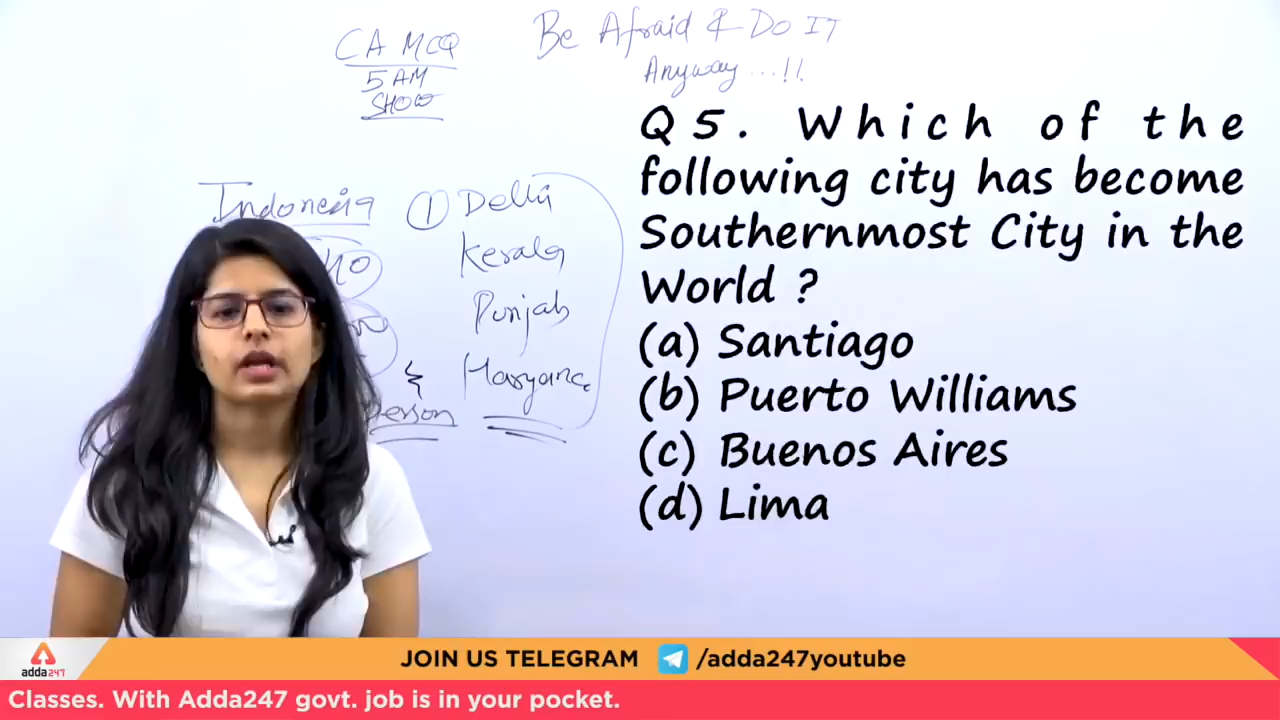 CA MCQ
5 AM
SHOW
Be Afraid & Do IT
Anyway ...!!
Indonesia
① Delhi
Kerala
Punjab
Haryana
Person
Q5. Which of the
following city has become
Southernmost City in the
World ?
(a) Santiago
(b) Puerto Williams
(c) Buenos Aires
(d) Lima
adda247
JOIN US TELEGRAM /adda247youtube
Classes. With Adda247 govt. job is in your pocket.